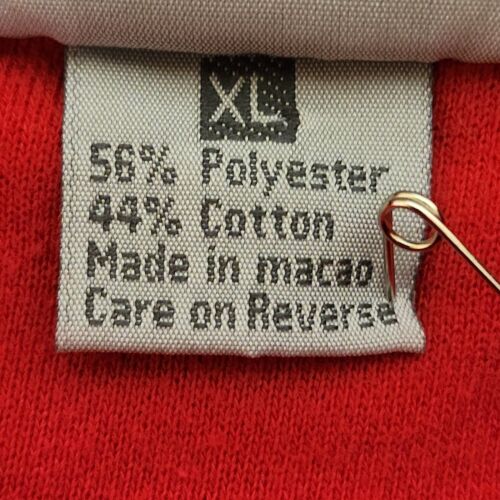 XL
56% Polyester
44% Cotton
Made in macao
Care on Reverse